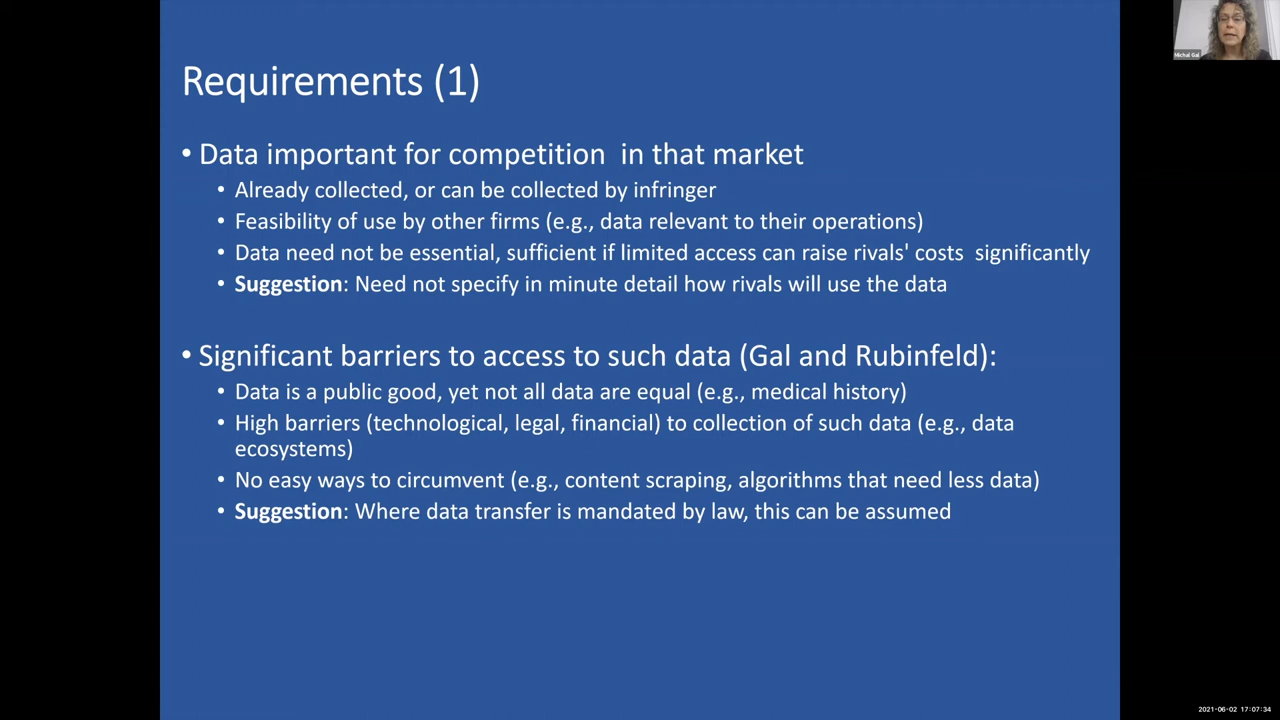 Requirements (1)
• Data important for competition in that market
• Already collected, or can be collected by infringer
• Feasibility of use by other firms (e.g., data relevant to their operations)
• Data need not be essential, sufficient if limited access can raise rivals' costs significantly
• Suggestion: Need not specify in minute detail how rivals will use the data
• Significant barriers to access to such data (Gal and Rubinfeld):
• Data is a public good, yet not all data are equal (e.g., medical history)
• High barriers (technological, legal, financial) to collection of such data (e.g., data
ecosystems)
• No easy ways to circumvent (e.g., content scraping, algorithms that need less data)
• Suggestion: Where data transfer is mandated by law, this can be assumed
Michal Gal
2021-06-02 17:07:34